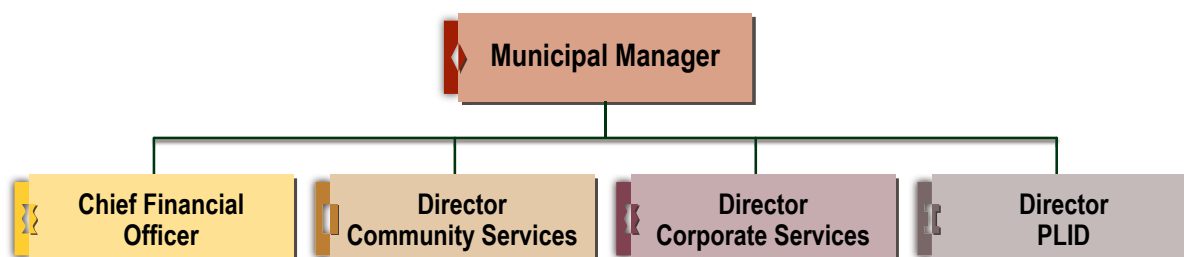 Municipal Manager
Chief Financial
Officer
Director
Community Services
Director
Corporate Services
Director
PLID